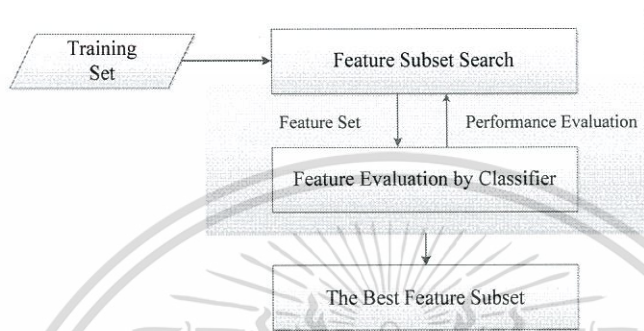 Training
Set
Feature Subset Search
Feature Set
Performance Evaluation
Feature Evaluation by Classifier
The Best Feature Subset